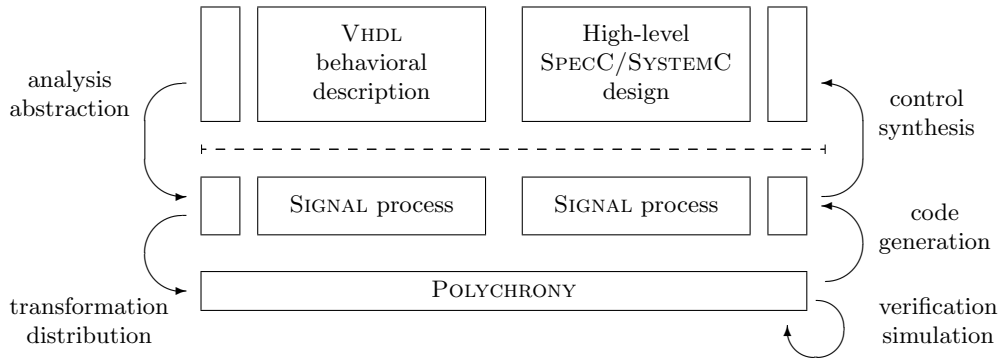 analysis
abstraction
VHDL
behavioral
description
High-level
SPECC/SYSTEMC
design
control
synthesis
SIGNAL process
SIGNAL process
code
generation
transformation
distribution
POLYCHRONY
verification
simulation